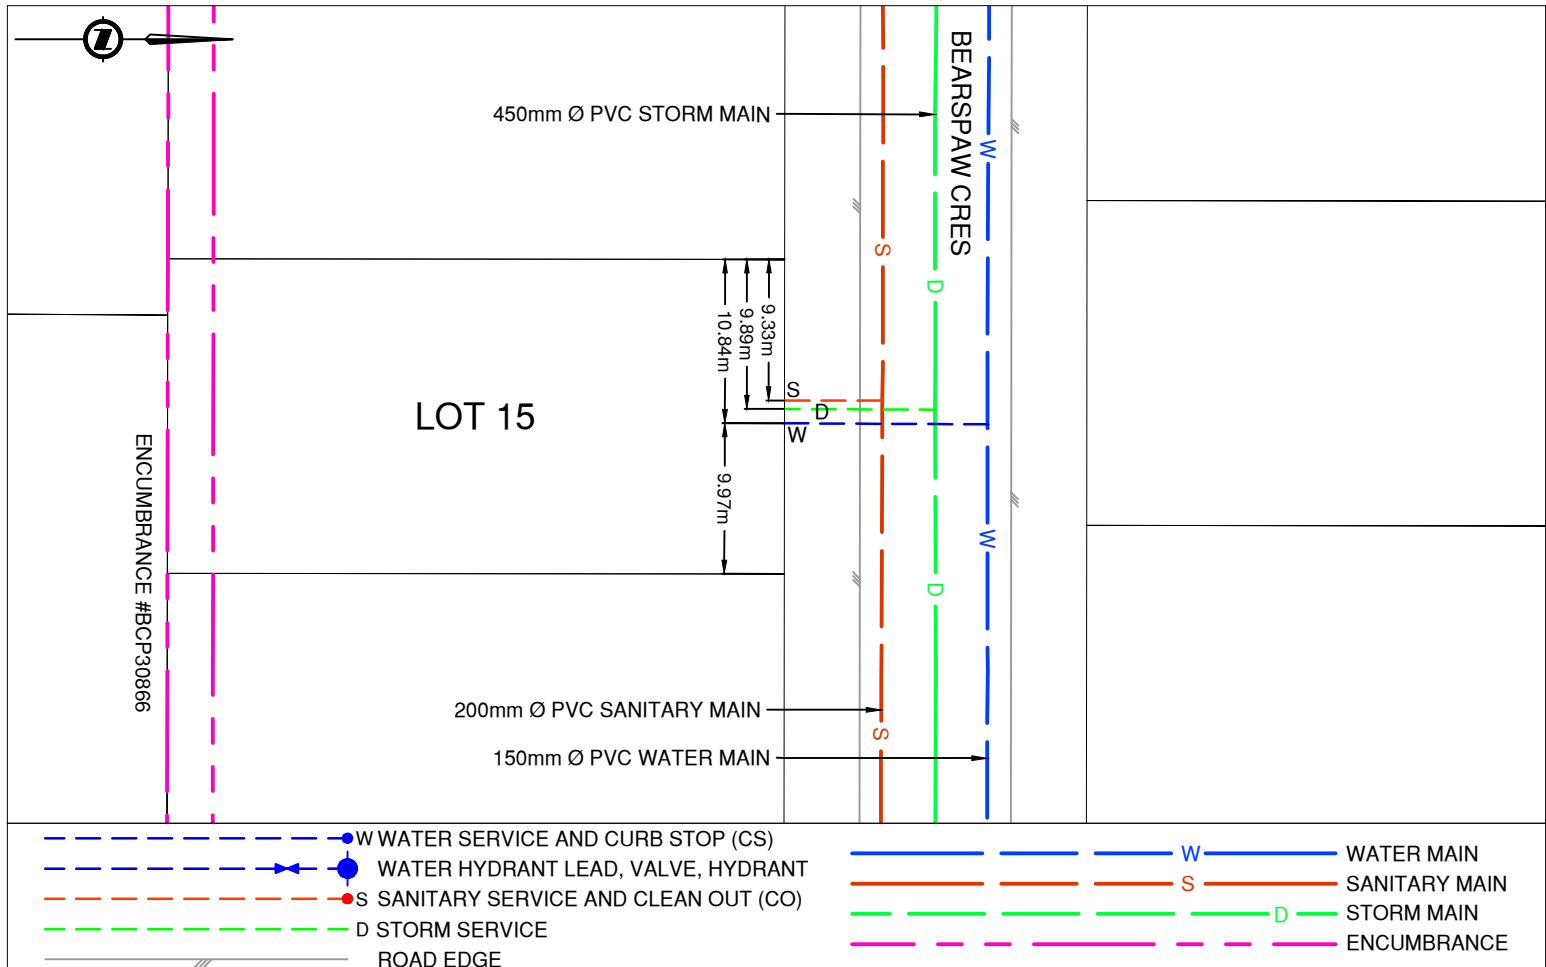 Z
450mm Ø PVC STORM MAIN
BEARSPAW CRES
W
S
D
9.33m
9.89m
10.84m
S
D
W
LOT 15
9.97m
ENCUMBRANCE #BCP30866
W
D
200mm Ø PVC SANITARY MAIN
S
150mm Ø PVC WATER MAIN
W WATER SERVICE AND CURB STOP (CS)
WATER HYDRANT LEAD, VALVE, HYDRANT
S SANITARY SERVICE AND CLEAN OUT (CO)
D STORM SERVICE
ROAD EDGE
W WATER MAIN
S SANITARY MAIN
D STORM MAIN
ENCUMBRANCE